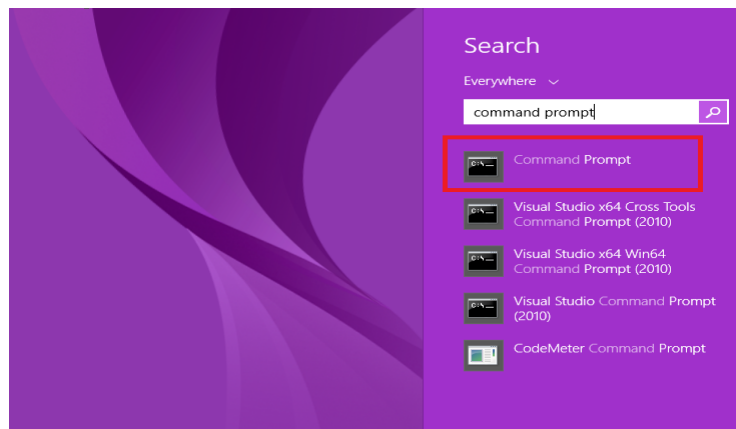 Search
Everywhere
command prompt
Command Prompt
Visual Studio x64 Cross Tools
Command Prompt (2010)
Visual Studio x64 Win64
Command Prompt (2010)
Visual Studio Command Prompt
(2010)
CodeMeter Command Prompt